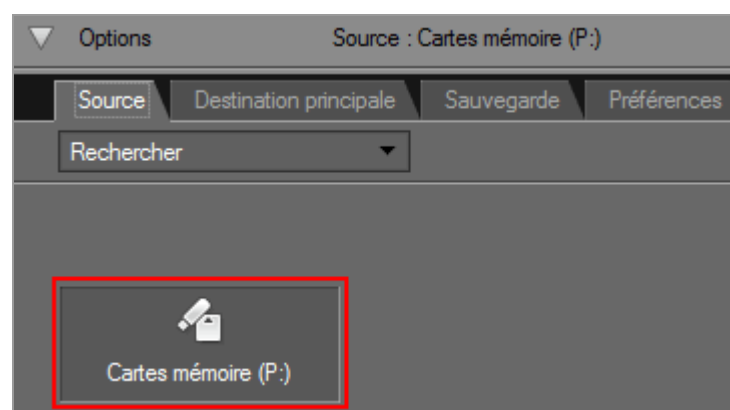 Options Source : Cartes mémoire (P:)
Source Destination principale Sauvegarde Préférences
Rechercher
Cartes mémoire (P:)